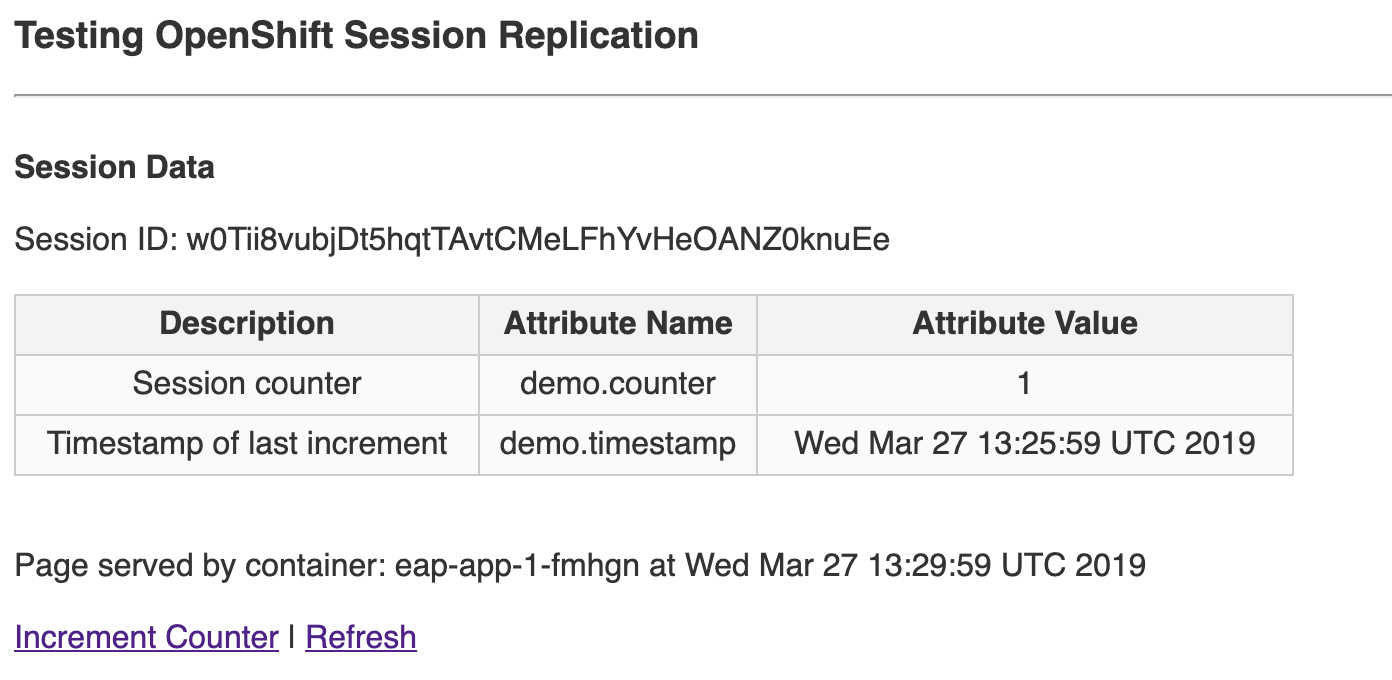 Testing OpenShift Session Replication
Session Data
Session ID: w0Tii8vubjDt5hqtTAvtCMeLFhYvHeOANZ0knuEe
Description Attribute Name Attribute Value
Session counter demo.counter 1
Timestamp of last increment demo.timestamp Wed Mar 27 13:25:59 UTC 2019
Page served by container: eap-app-1-fmhgn at Wed Mar 27 13:29:59 UTC 2019
Increment Counter | Refresh